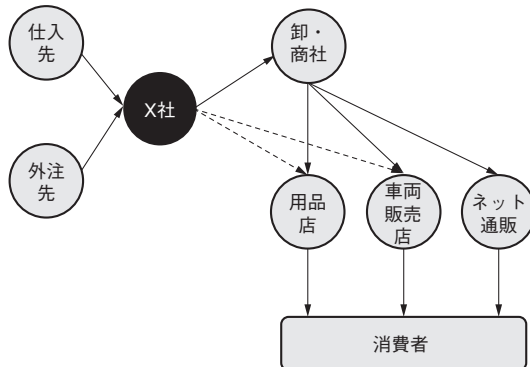 仕入
先
卸・
商社
X社
外注
先
用品
店
車両
販売
店
ネット
通販
消費者